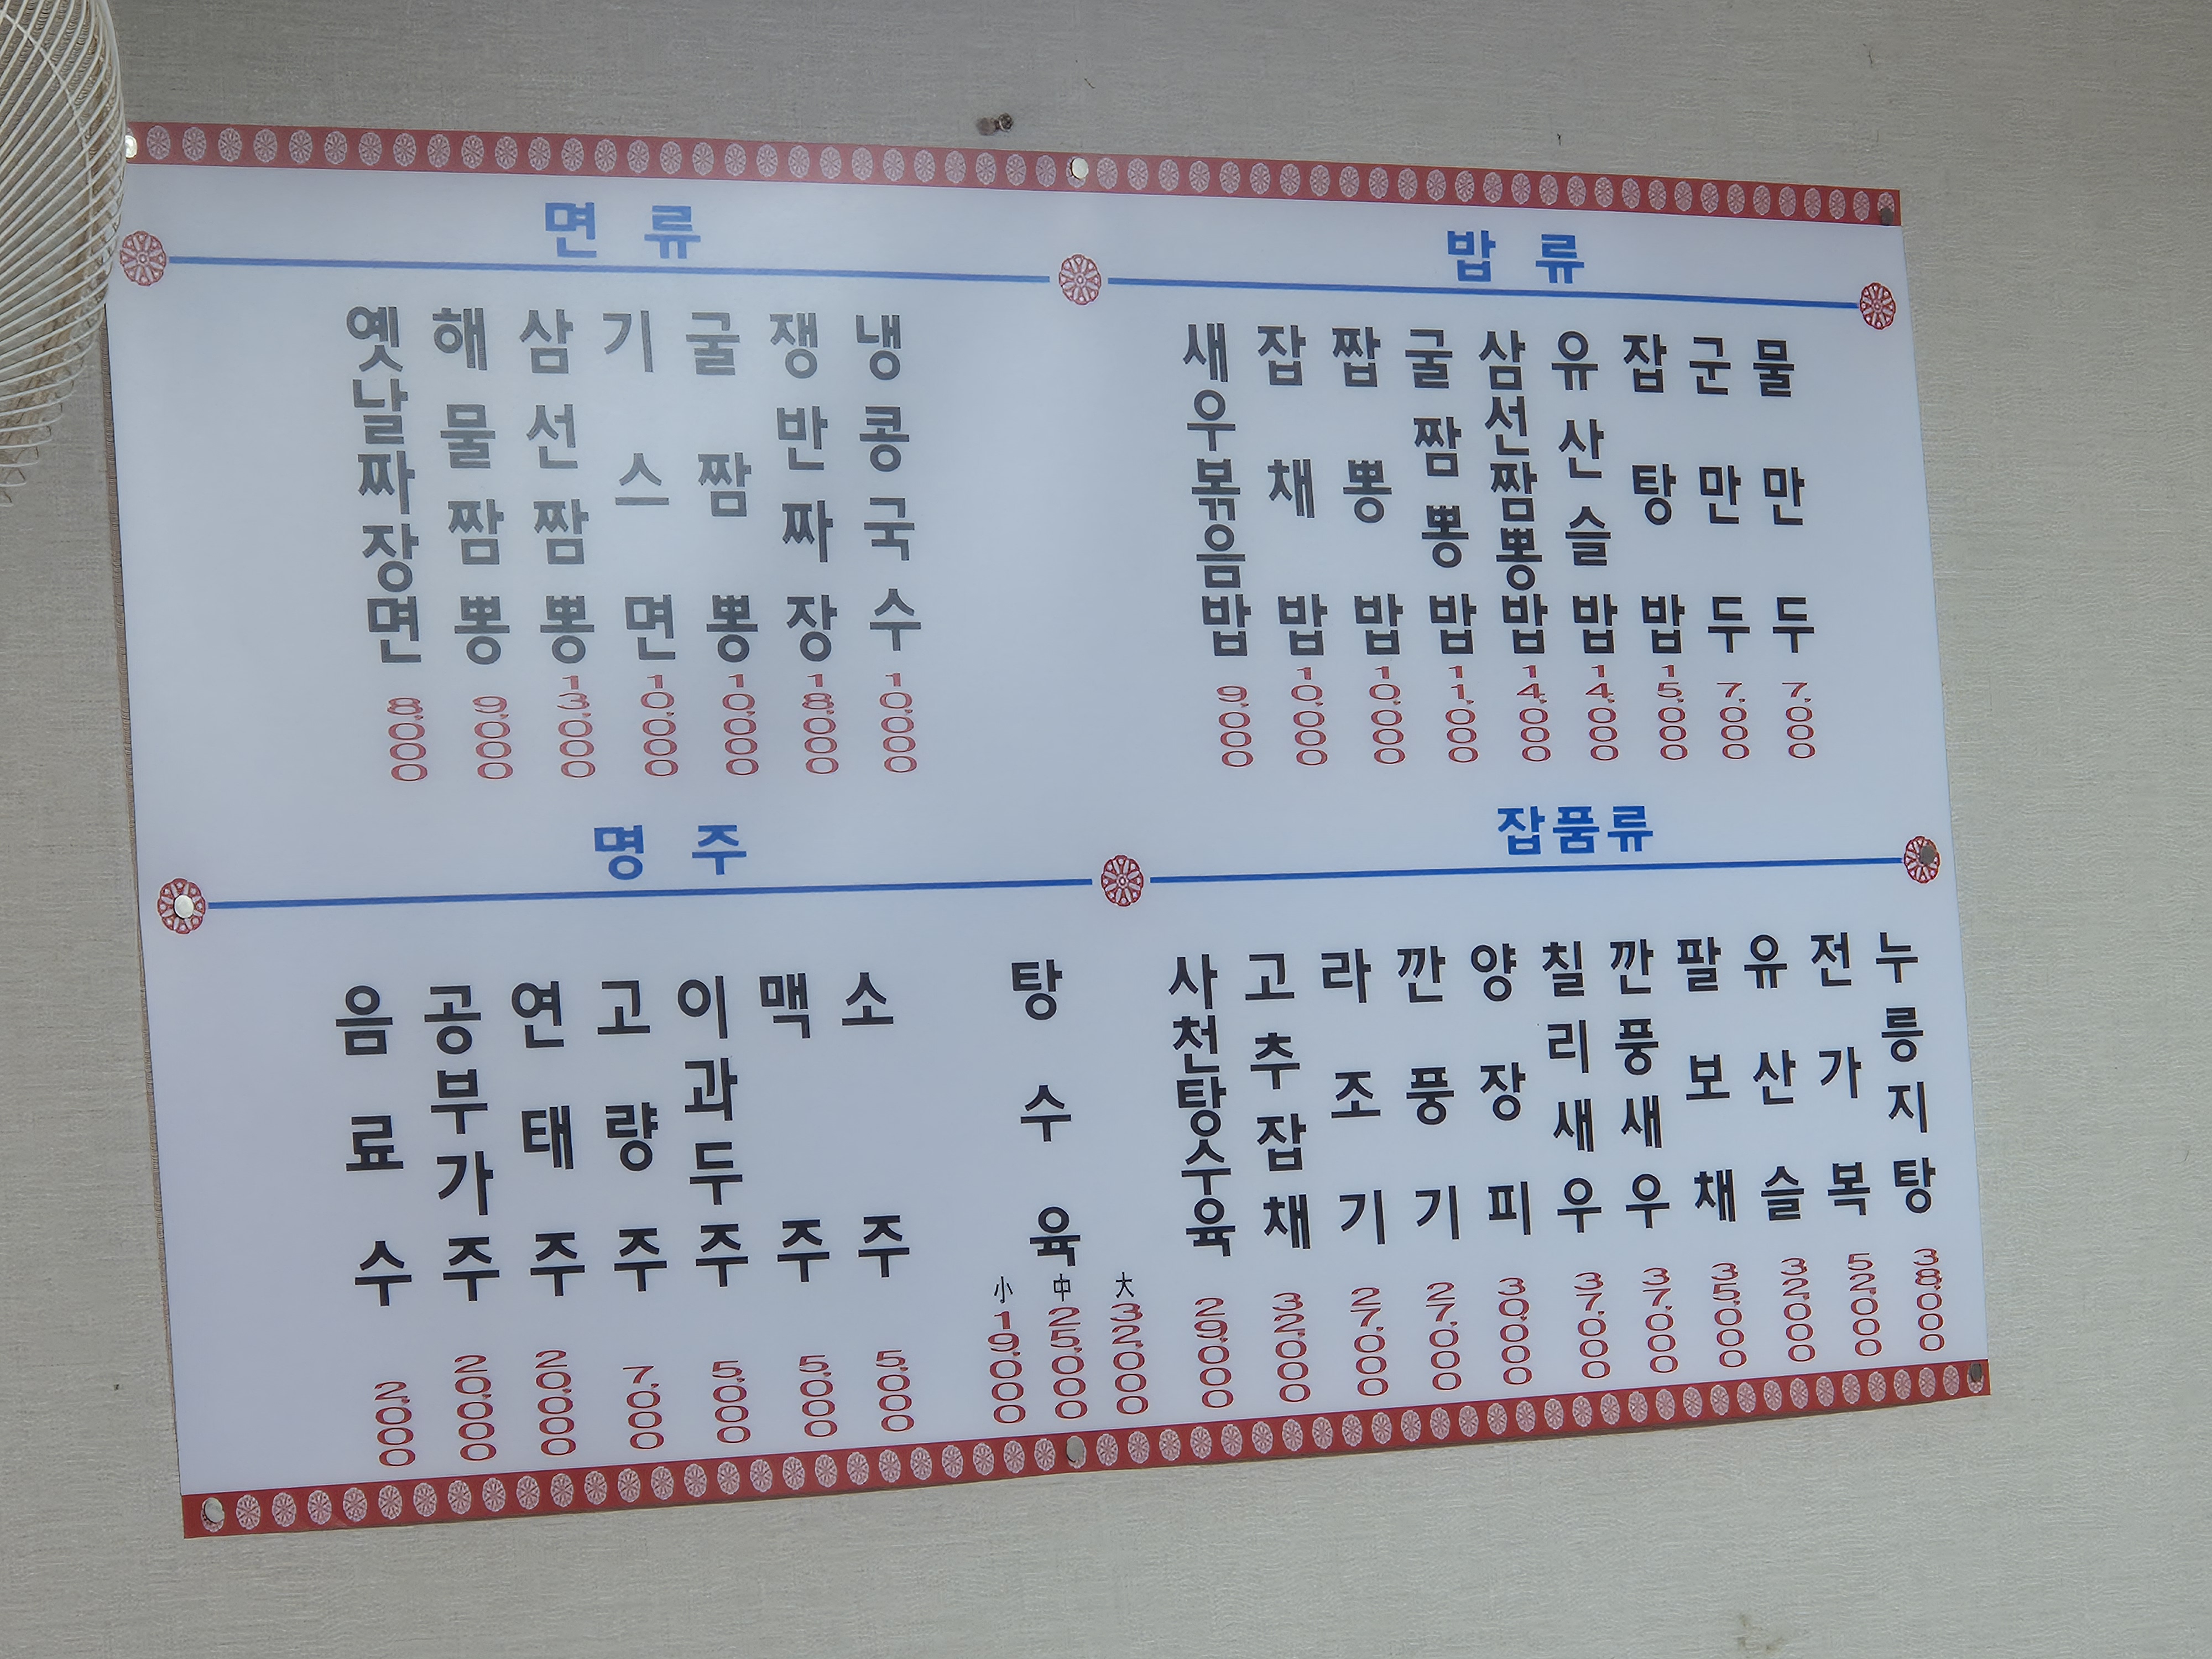 면 류
옛날짜장면 8,000
해물짬뽕 9,000
삼선짬뽕 13,000
기스면 10,000
굴짬뽕 10,000
쟁반짜장 18,000
냉콩국수 10,000
밥 류
새우볶음밥 9,000
잡채밥 10,000
짭뽕밥 10,000
굴짬뽕밥 11,000
삼선짬뽕밥 14,000
유산슬밥 14,000
잡탕밥 15,000
군만두 7,000
물만두 7,000
명 주
음료수 2,000
공부가주 20,000
연태주 20,000
고량주 7,000
이과두주 5,000
맥주 5,000
소주 5,000
잡품류
탕수육 小 19,000 中 25,000 大 32,000
사천탕수육 29,000
고추잡채 32,000
라조기 27,000
깐풍기 27,000
양장피 30,000
칠리새우 37,000
깐풍새우 37,000
팔보채 35,000
유산슬 32,000
전가복 52,000
누릉지탕 38,000